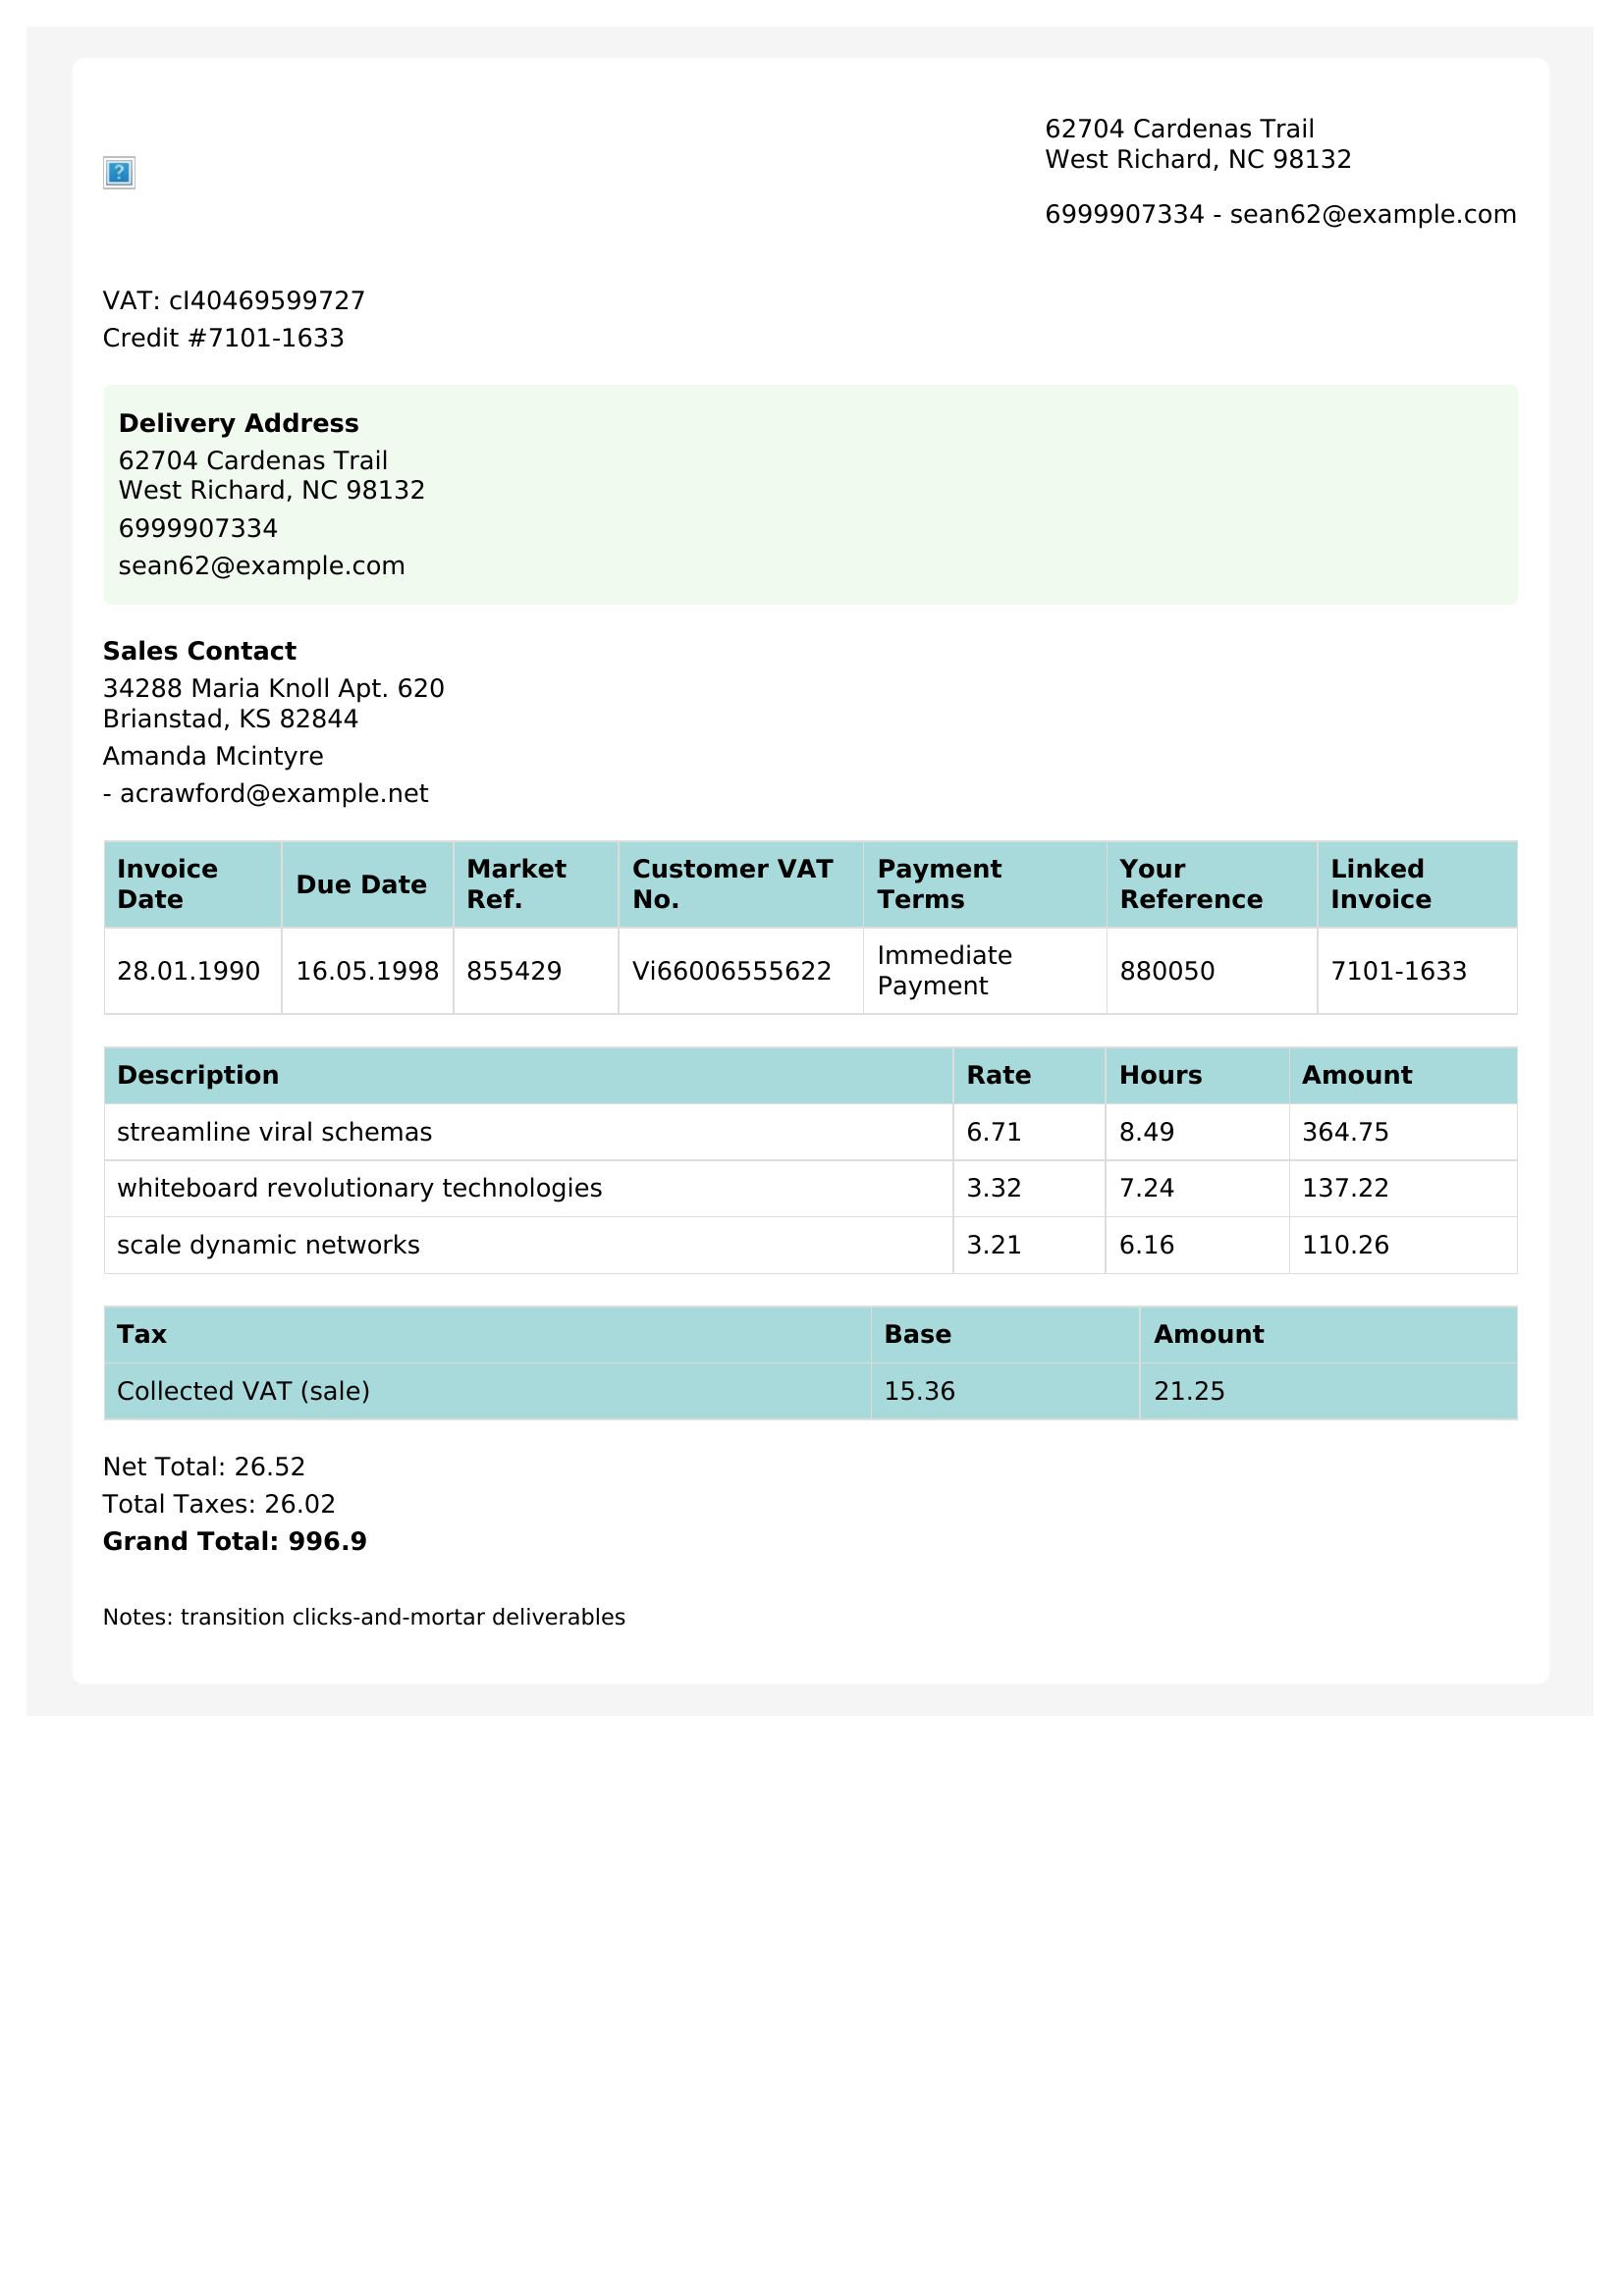 62704 Cardenas Trail
West Richard, NC 98132
6999907334 - sean62@example.com
VAT: cI40469599727
Credit #7101-1633
Delivery Address
62704 Cardenas Trail
West Richard, NC 98132
6999907334
sean62@example.com
Sales Contact
34288 Maria Knoll Apt. 620
Brianstad, KS 82844
Amanda Mcintyre
- acrawford@example.net
Invoice Date Due Date Market Ref. Customer VAT No. Payment Terms Your Reference Linked Invoice
28.01.1990 16.05.1998 855429 Vi66006555622 Immediate Payment 880050 7101-1633
Description Rate Hours Amount
streamline viral schemas 6.71 8.49 364.75
whiteboard revolutionary technologies 3.32 7.24 137.22
scale dynamic networks 3.21 6.16 110.26
Tax Base Amount
Collected VAT (sale) 15.36 21.25
Net Total: 26.52
Total Taxes: 26.02
Grand Total: 996.9
Notes: transition clicks-and-mortar deliverables